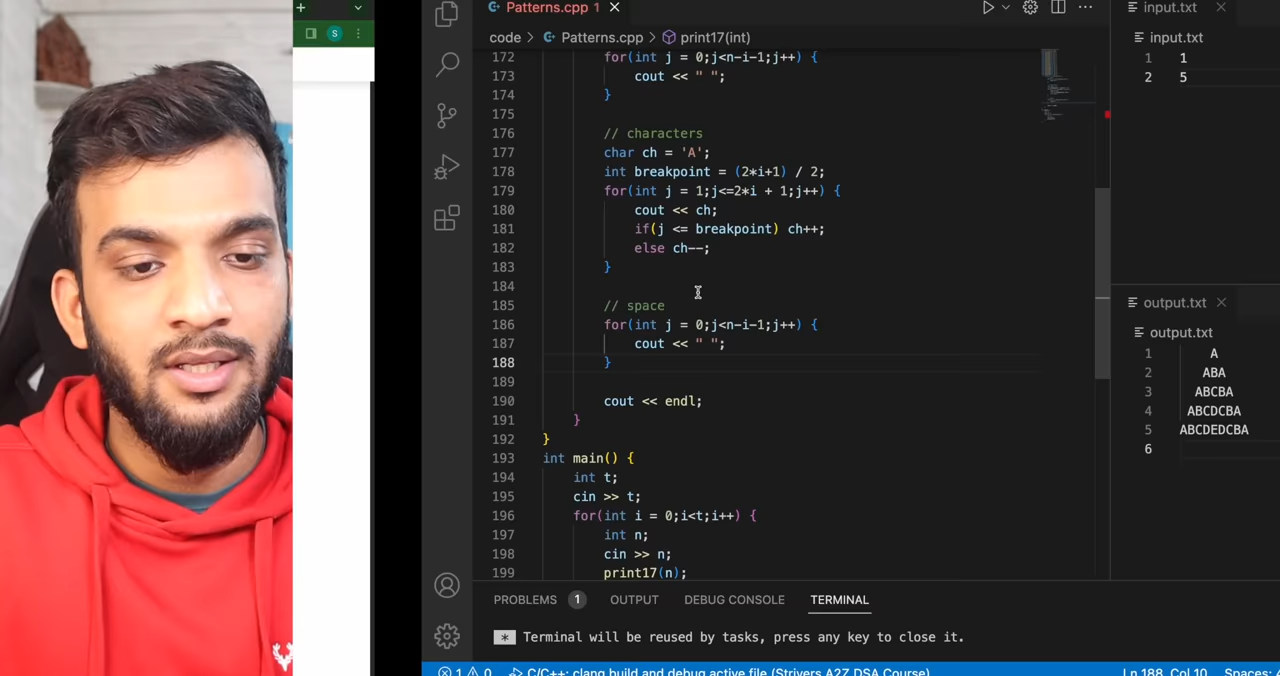 S
Patterns.cpp 1
code > Patterns.cpp > print17(int)
172 for(int j = 0;j<n-i-1;j++) {
173 cout << " ";
174 }
175
176 // characters
177 char ch = 'A';
178 int breakpoint = (2*i+1) / 2;
179 for(int j = 1;j<=2*i + 1;j++) {
180 cout << ch;
181 if(j <= breakpoint) ch++;
182 else ch--;
183 }
184
185 // space
186 for(int j = 0;j<n-i-1;j++) {
187 cout << " ";
188 }
189
190 cout << endl;
191 }
192 }
193 int main() {
194 int t;
195 cin >> t;
196 for(int i = 0;i<t;i++) {
197 int n;
198 cin >> n;
199 print17(n);
input.txt
input.txt
1 1
2 5
output.txt
output.txt
1 A
2 ABA
3 ABCBA
4 ABCDCBA
5 ABCDEDCBA
6
PROBLEMS 1 OUTPUT DEBUG CONSOLE TERMINAL
* Terminal will be reused by tasks, press any key to close it.
1 0 C/C++: clang build and debug active file (Strivers A2Z DSA Course) Ln 188, Col 10 Spaces: